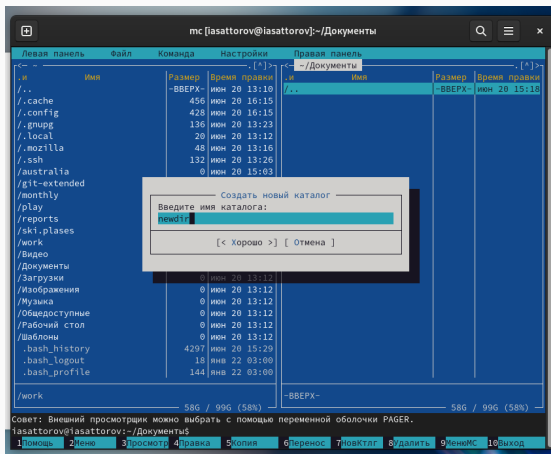 mc [iasattorov@iasattorov]:~/Документы
Левая панель Файл Команда Настройки Правая панель
<- ~ .[^]> <- ~/Документы .[^]>
.и Имя Размер Время правки .и Имя Размер Время правки
/.. -ВВЕРХ- июн 20 13:10 /.. -ВВЕРХ- июн 20 15:18
/.cache 456 июн 20 16:15
/.config 428 июн 20 16:15
/.gnupg 136 июн 20 13:23
/.local 20 июн 20 13:12
/.mozilla 48 июн 20 13:16
/.ssh 132 июн 20 13:26
/australia 0 июн 20 15:03
/git-extended
/monthly
/play
/reports
/ski.plases
/work
/Видео
/Документы
/Загрузки 0 июн 20 13:12
/Изображения 0 июн 20 13:12
/Музыка 0 июн 20 13:12
/Общедоступные 0 июн 20 13:12
/Рабочий стол 0 июн 20 13:12
/Шаблоны 0 июн 20 13:12
.bash_history 4297 июн 20 15:29
.bash_logout 18 янв 22 03:00
.bash_profile 144 янв 22 03:00
Создать новый каталог
Введите имя каталога:
newdir
[< Хорошо >] [ Отмена ]
/work -ВВЕРХ-
58G / 99G (58%) 58G / 99G (58%)
Совет: Внешний просмотрщик можно выбрать с помощью переменной оболочки PAGER.
iasattorov@iasattorov:~/Документы$
1Помощь 2Меню 3Просмотр 4Правка 5Копия 6Перенос 7НовКтлг 8Удалить 9МенюМС 10Выход